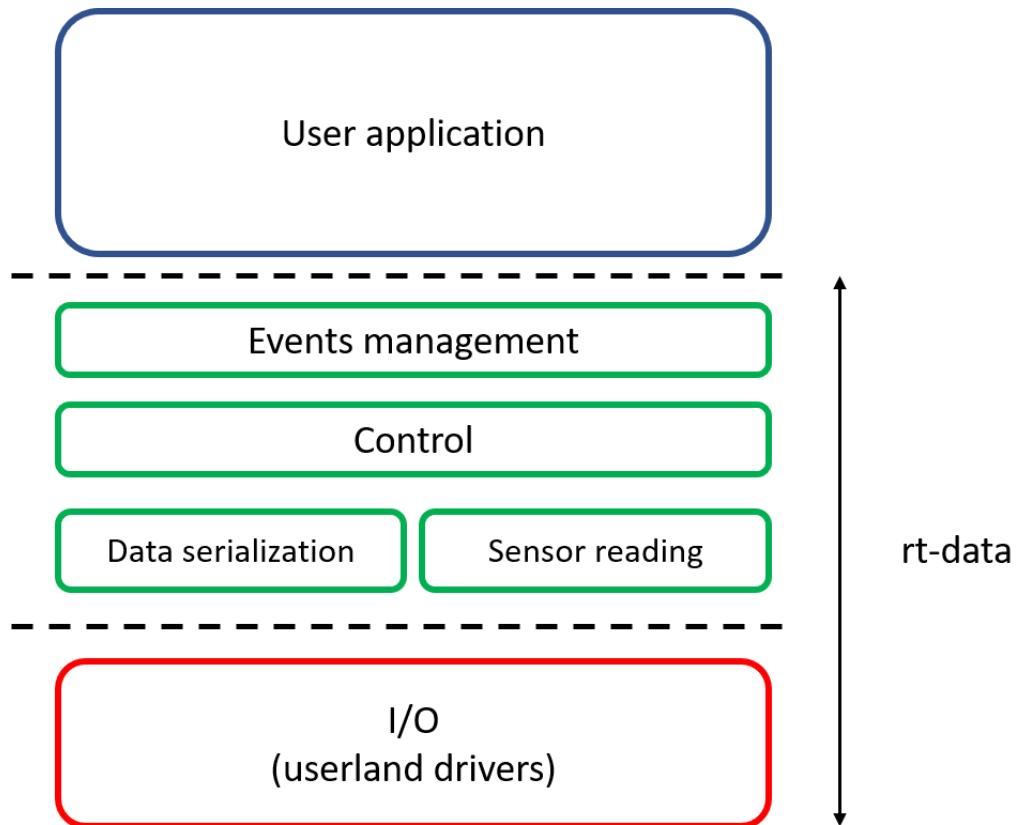 User application
Events management
Control
Data serialization
Sensor reading
rt-data
I/O
(userland drivers)